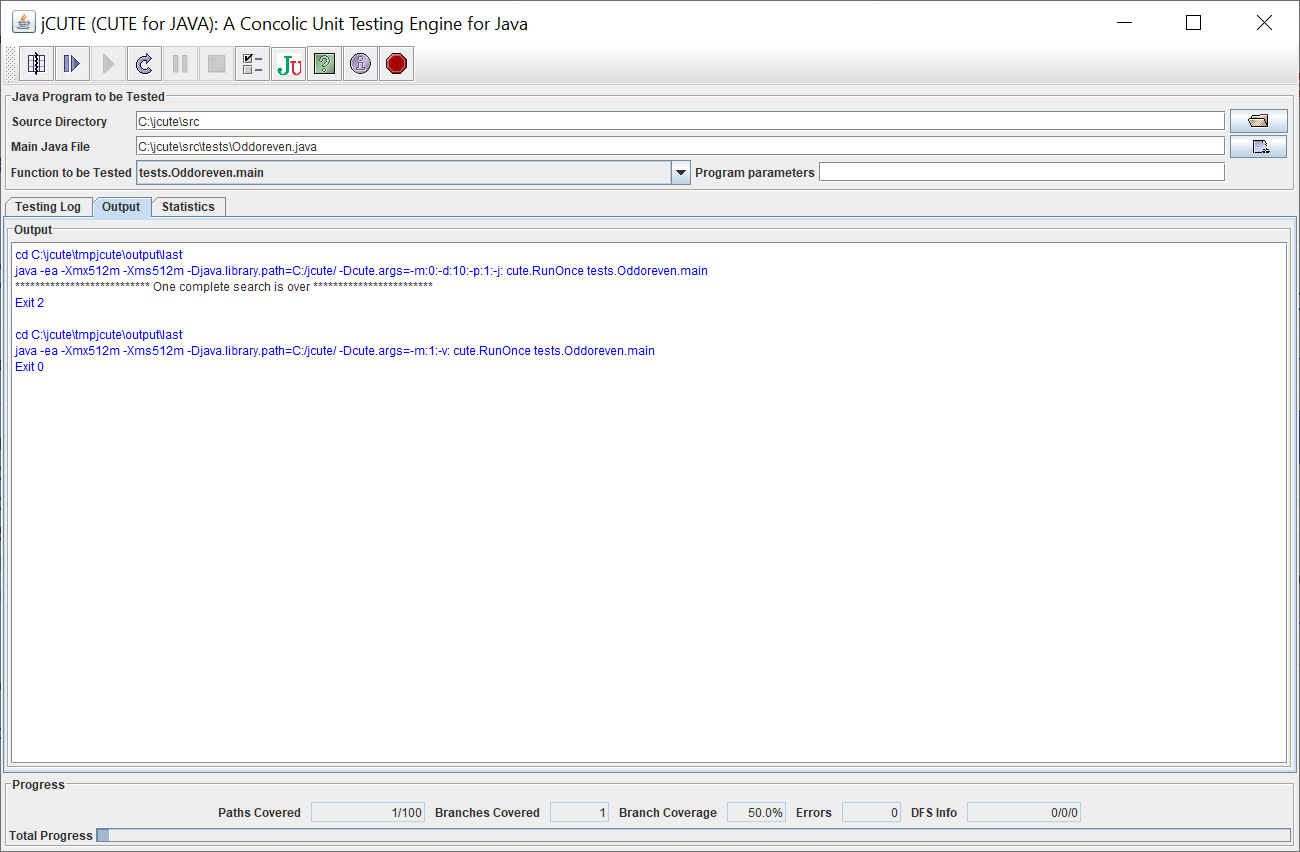 jCUTE (CUTE for JAVA): A Concolic Unit Testing Engine for Java
JU
Java Program to be Tested
Source Directory C:\jcute\src
Main Java File C:\jcute\src\tests\Oddoreven.java
Function to be Tested tests.Oddoreven.main Program parameters
Testing Log Output Statistics
Output
cd C:\jcute\tmpjcute\output\last
java -ea -Xmx512m -Xms512m -Djava.library.path=C:/jcute/ -Dcute.args=-m:0:-d:10:-p:1:-j: cute.RunOnce tests.Oddoreven.main
*************************** One complete search is over ************************
Exit 2
cd C:\jcute\tmpjcute\output\last
java -ea -Xmx512m -Xms512m -Djava.library.path=C:/jcute/ -Dcute.args=-m:1:-v: cute.RunOnce tests.Oddoreven.main
Exit 0
Progress
Paths Covered 1/100 Branches Covered 1 Branch Coverage 50.0% Errors 0 DFS Info 0/0/0
Total Progress